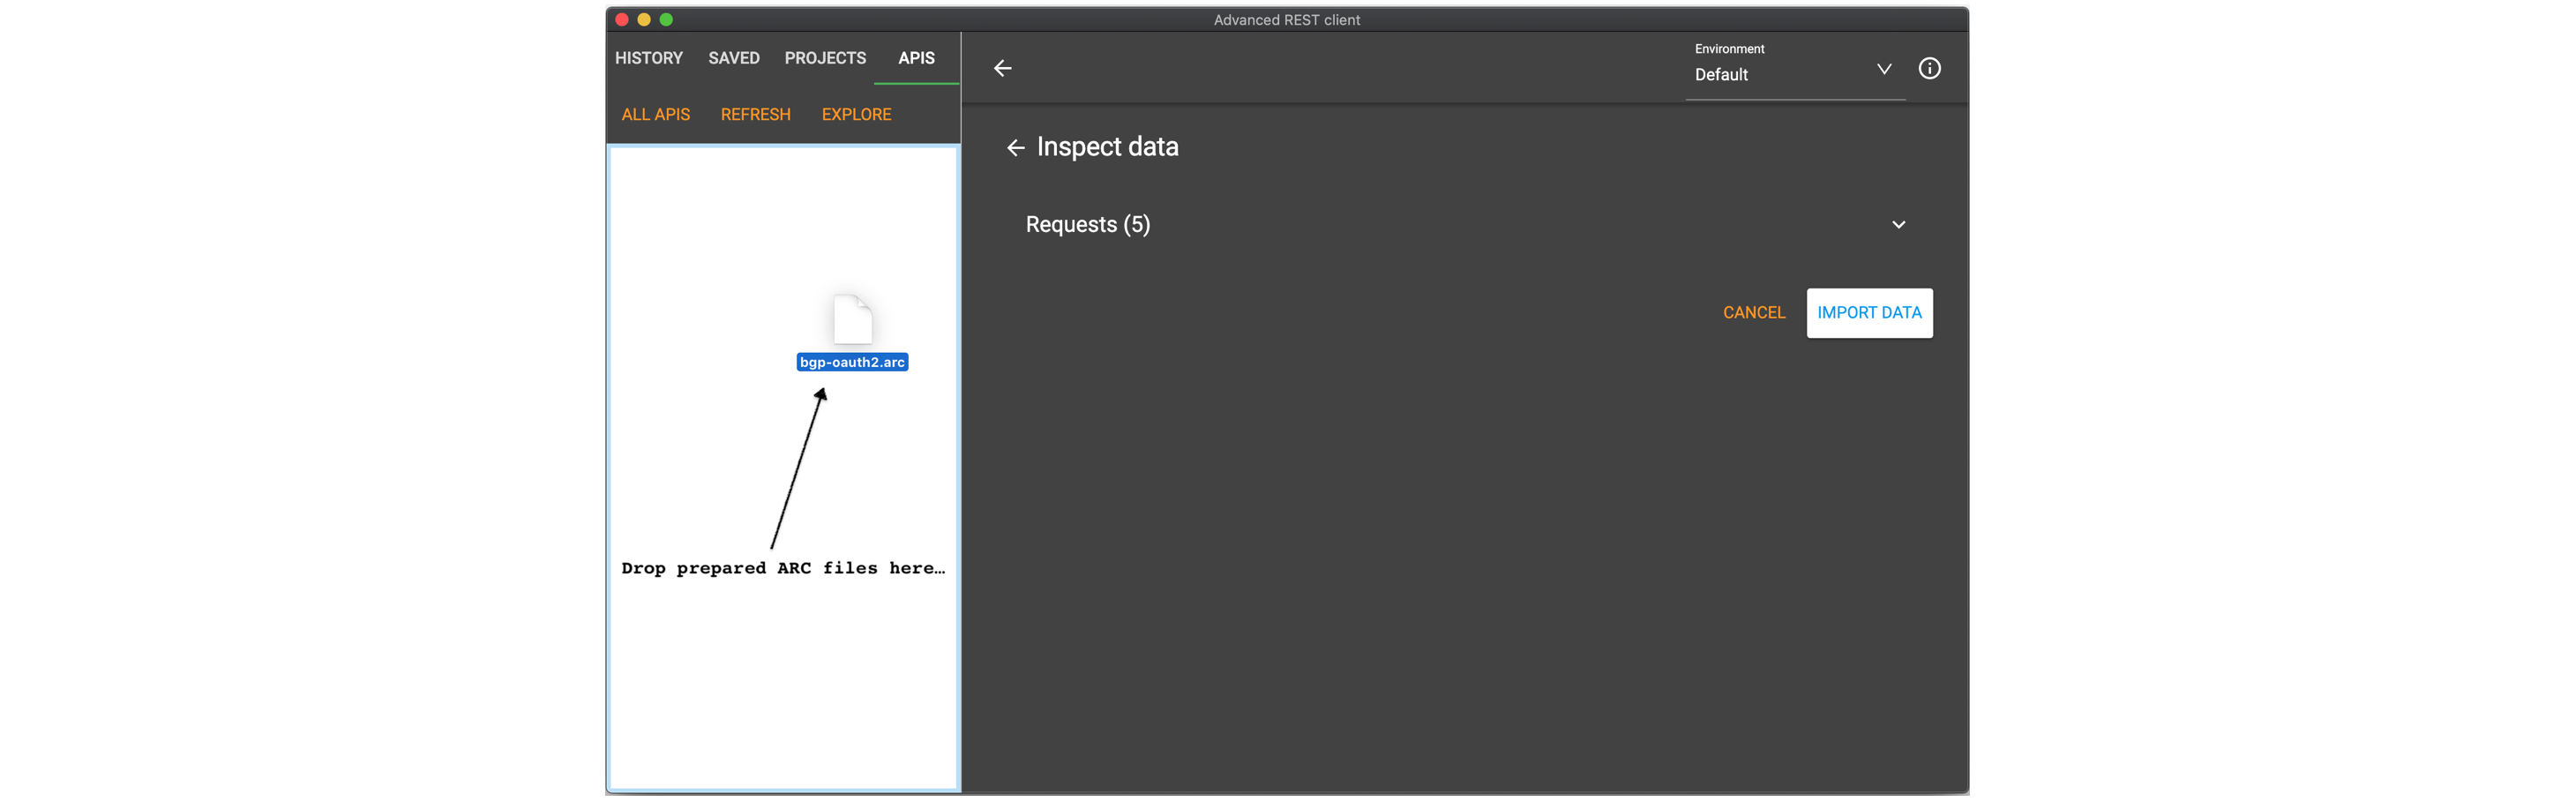 Advanced REST client
HISTORY SAVED PROJECTS APIS
ALL APIS REFRESH EXPLORE
bgp-oauth2.arc
Drop prepared ARC files here…
Environment
Default
Inspect data
Requests (5)
CANCEL IMPORT DATA